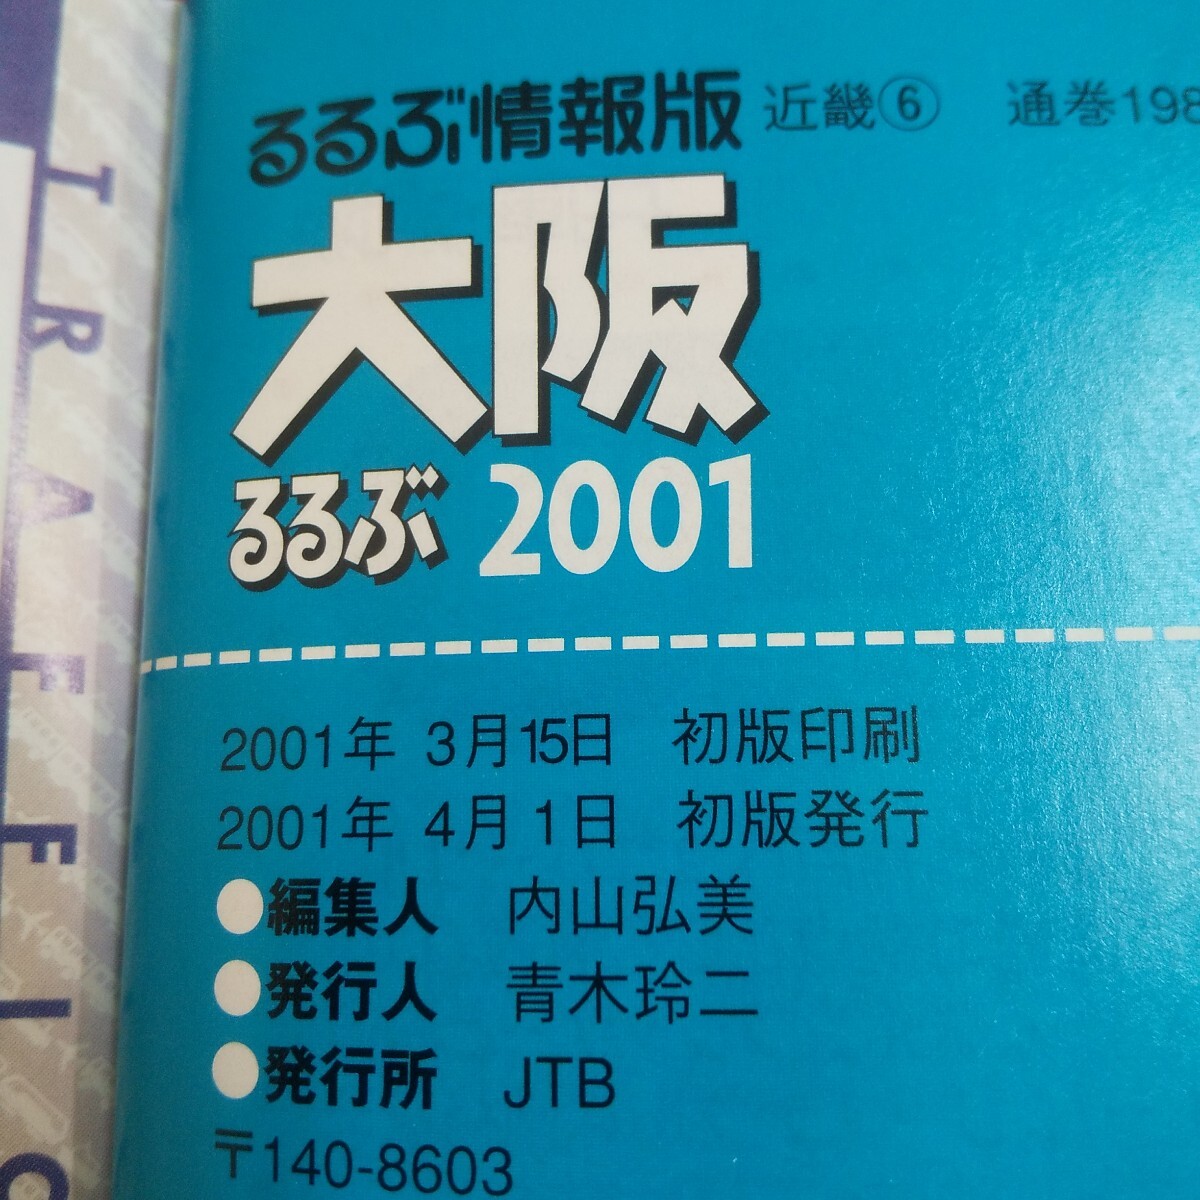 るるぶ情報版 近畿⑥ 通巻198
大阪
るるぶ 2001
2001年 3月15日 初版印刷
2001年 4月1日 初版発行
●編集人 内山弘美
●発行人 青木玲二
●発行所 JTB
〒140-8603
TRAFFI